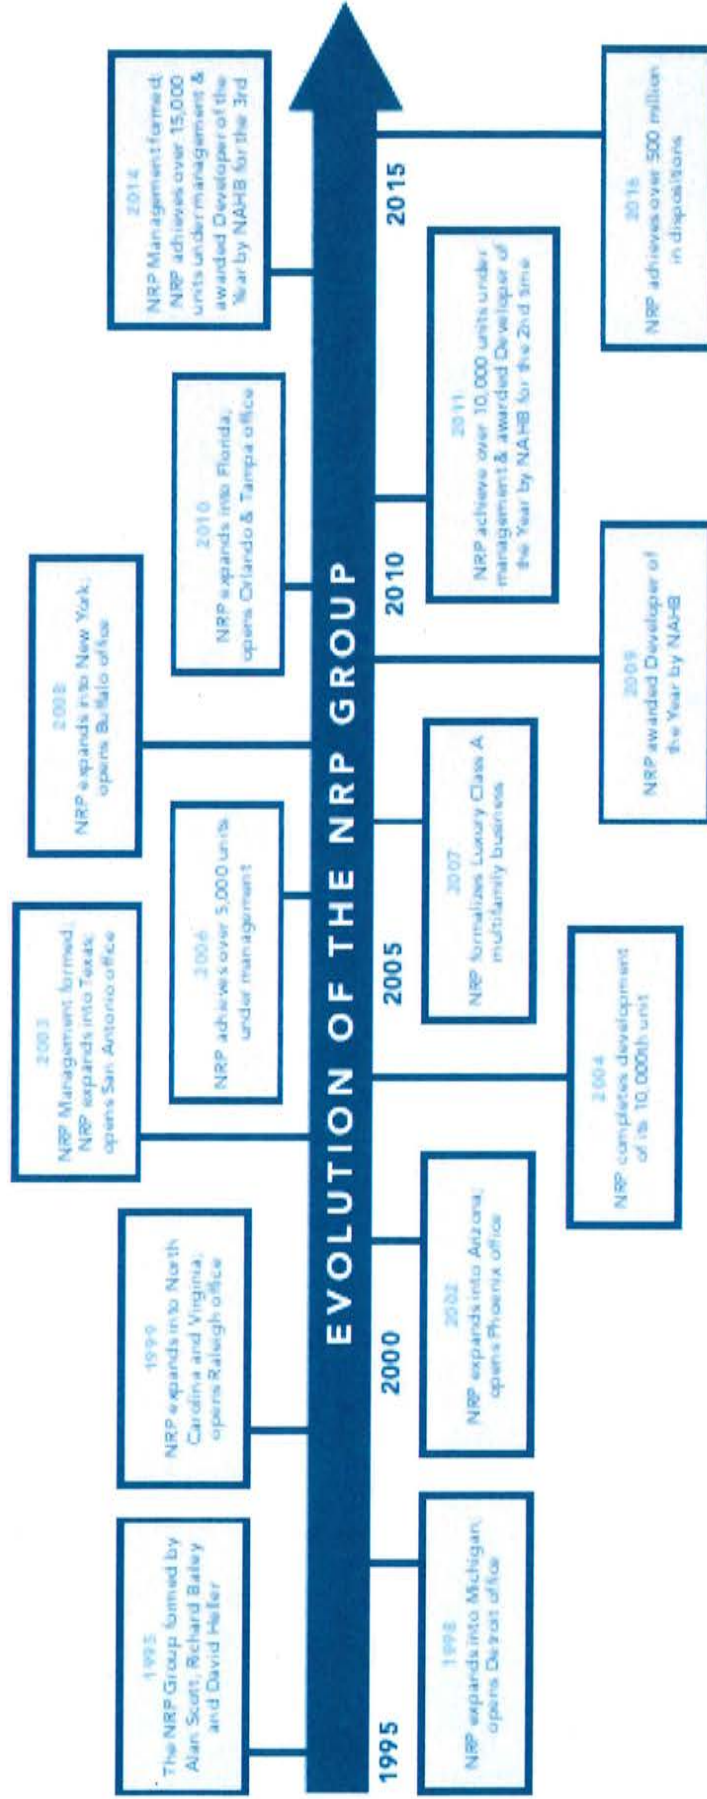 1995
The NRP Group formed by
Alan Scott, Richard Bailey
and David Heller
1999
NRP expands into North
Carolina and Virginia;
opens Raleigh office
2003
NRP Management formed;
NRP expands into Texas;
opens San Antonio office
2006
NRP achieves over 5,000 units
under management
2008
NRP expands into New York;
opens Buffalo office
2010
NRP expands into Florida;
opens Orlando & Tampa office
2014
NRP Management formed;
NRP achieves over 15,000
units under management &
awarded Developer of the
Year by NAHB for the 3rd
EVOLUTION OF THE NRP GROUP
1995
2000
2005
2010
2015
1998
NRP expands into Michigan;
opens Detroit office
2002
NRP expands into Arizona;
opens Phoenix office
2004
NRP completes development
of its 10,000th unit
2007
NRP formalizes Luxury Class A
multifamily business
2009
NRP awarded Developer of
the Year by NAHB
2011
NRP achieve over 10,000 units under
management & awarded Developer of
the Year by NAHB for the 2nd time
2016
NRP achieves over 500 million
in dispositions